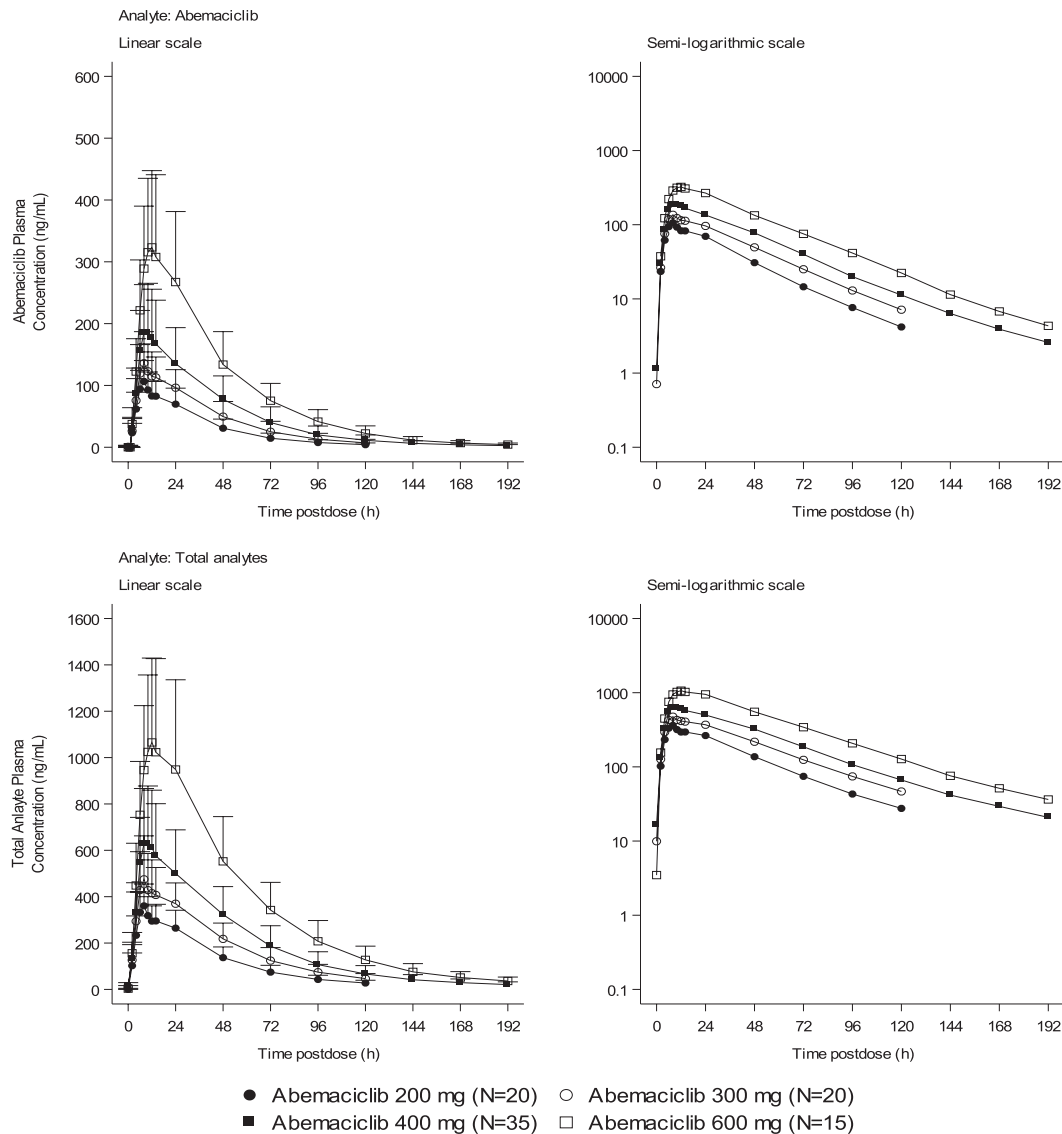 Analyte: Abemaciclib
Linear scale
Semi-logarithmic scale
600
500
400
300
200
100
0
Abemaciclib Plasma
Concentration (ng/mL)
0 24 48 72 96 120 144 168 192
Time postdose (h)
10000
1000
100
10
1
0.1
0 24 48 72 96 120 144 168 192
Time postdose (h)
Analyte: Total analytes
Linear scale
Semi-logarithmic scale
1600
1400
1200
1000
800
600
400
200
0
Total Anlayte Plasma
Concentration (ng/mL)
0 24 48 72 96 120 144 168 192
Time postdose (h)
10000
1000
100
10
1
0.1
0 24 48 72 96 120 144 168 192
Time postdose (h)
Abemaciclib 200 mg (N=20) Abemaciclib 300 mg (N=20)
Abemaciclib 400 mg (N=35) Abemaciclib 600 mg (N=15)